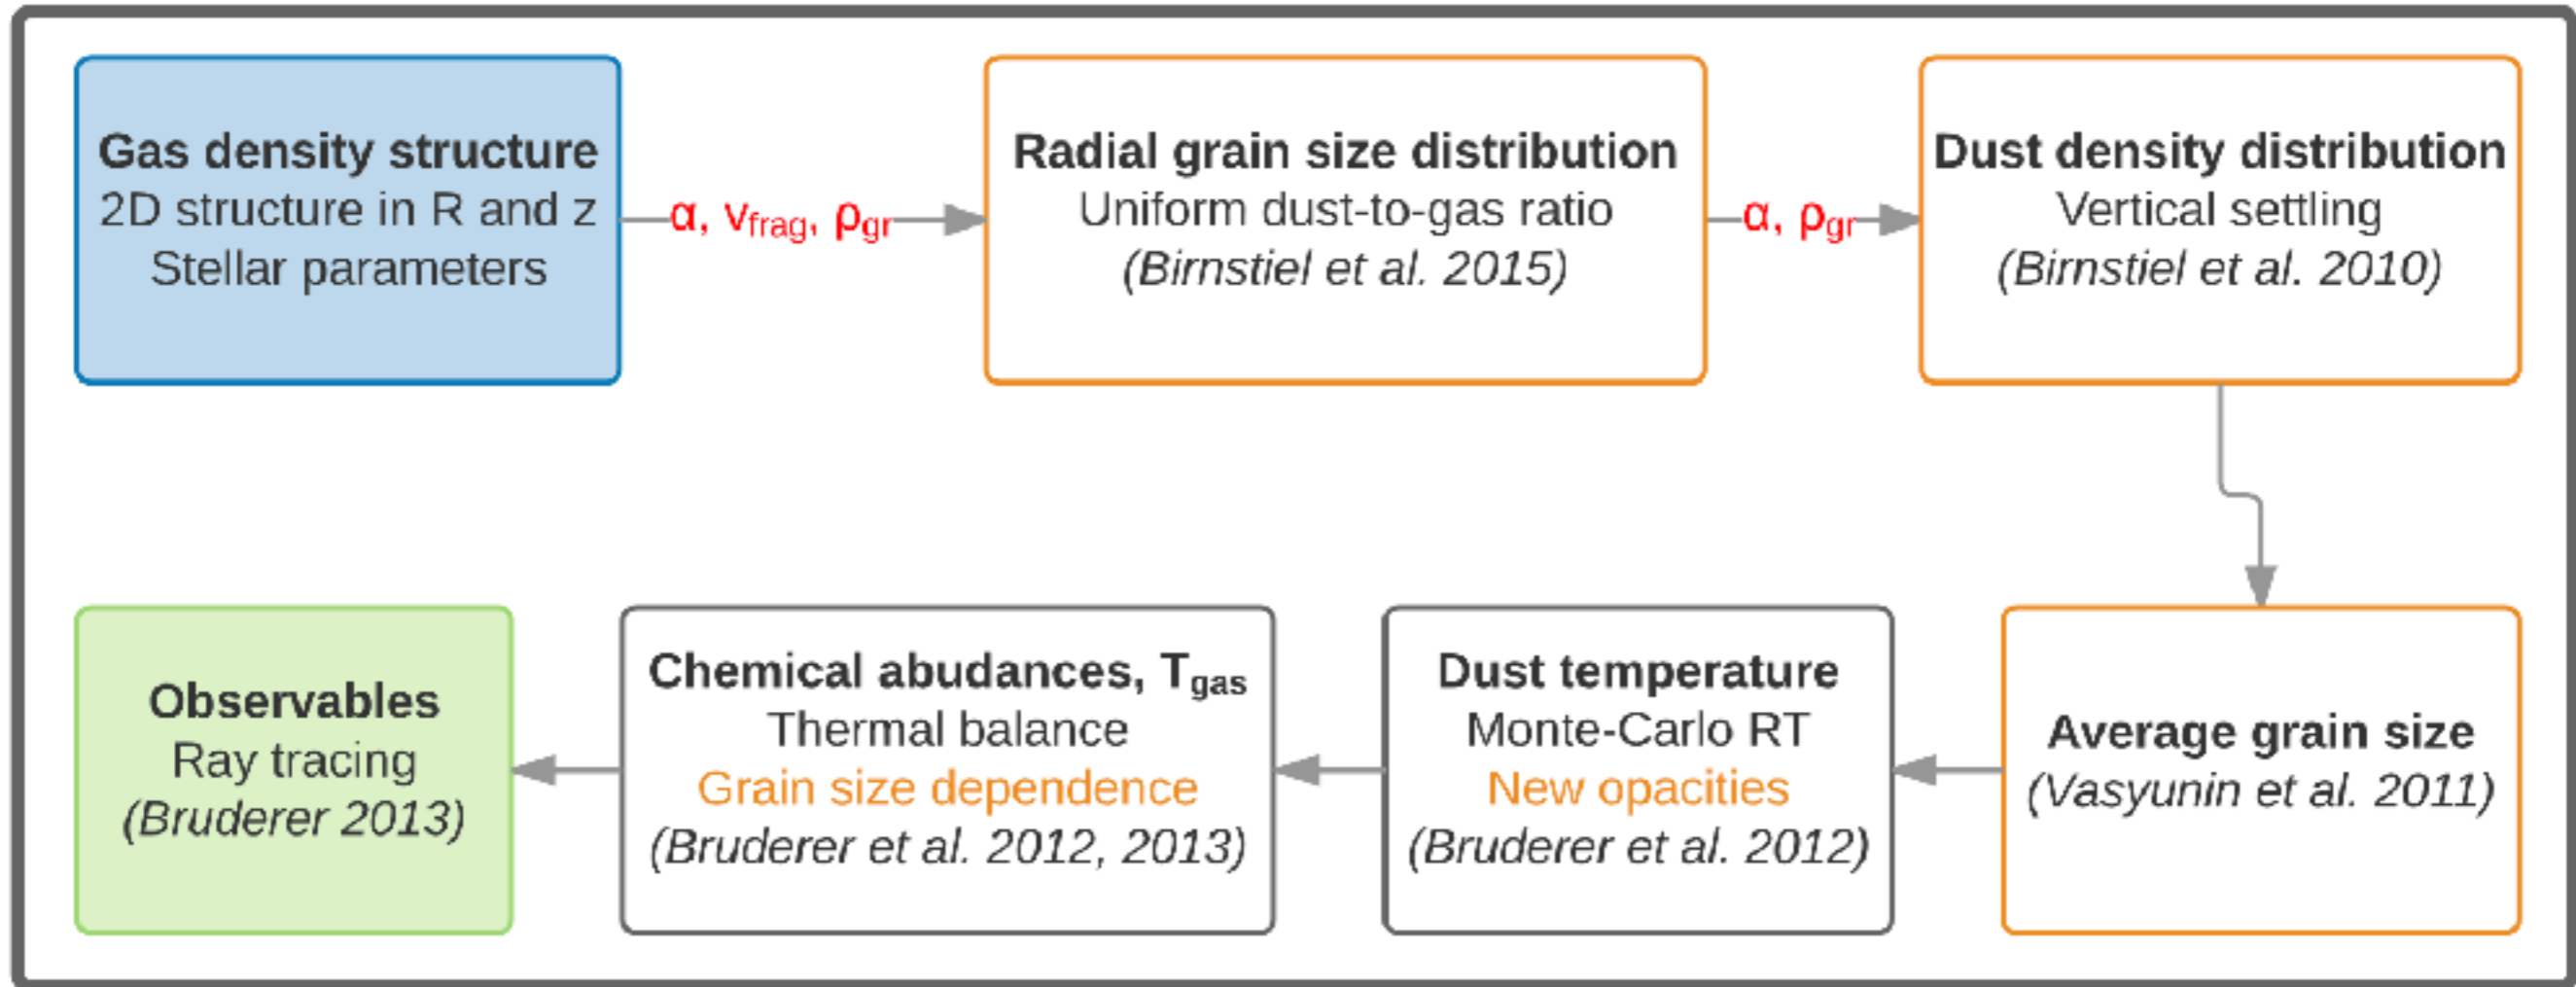 Gas density structure
2D structure in R and z
Stellar parameters
α, vfrag, ρgr
Radial grain size distribution
Uniform dust-to-gas ratio
(Birnstiel et al. 2015)
α, ρgr
Dust density distribution
Vertical settling
(Birnstiel et al. 2010)
Observables
Ray tracing
(Bruderer 2013)
Chemical abudances, Tgas
Thermal balance
Grain size dependence
(Bruderer et al. 2012, 2013)
Dust temperature
Monte-Carlo RT
New opacities
(Bruderer et al. 2012)
Average grain size
(Vasyunin et al. 2011)